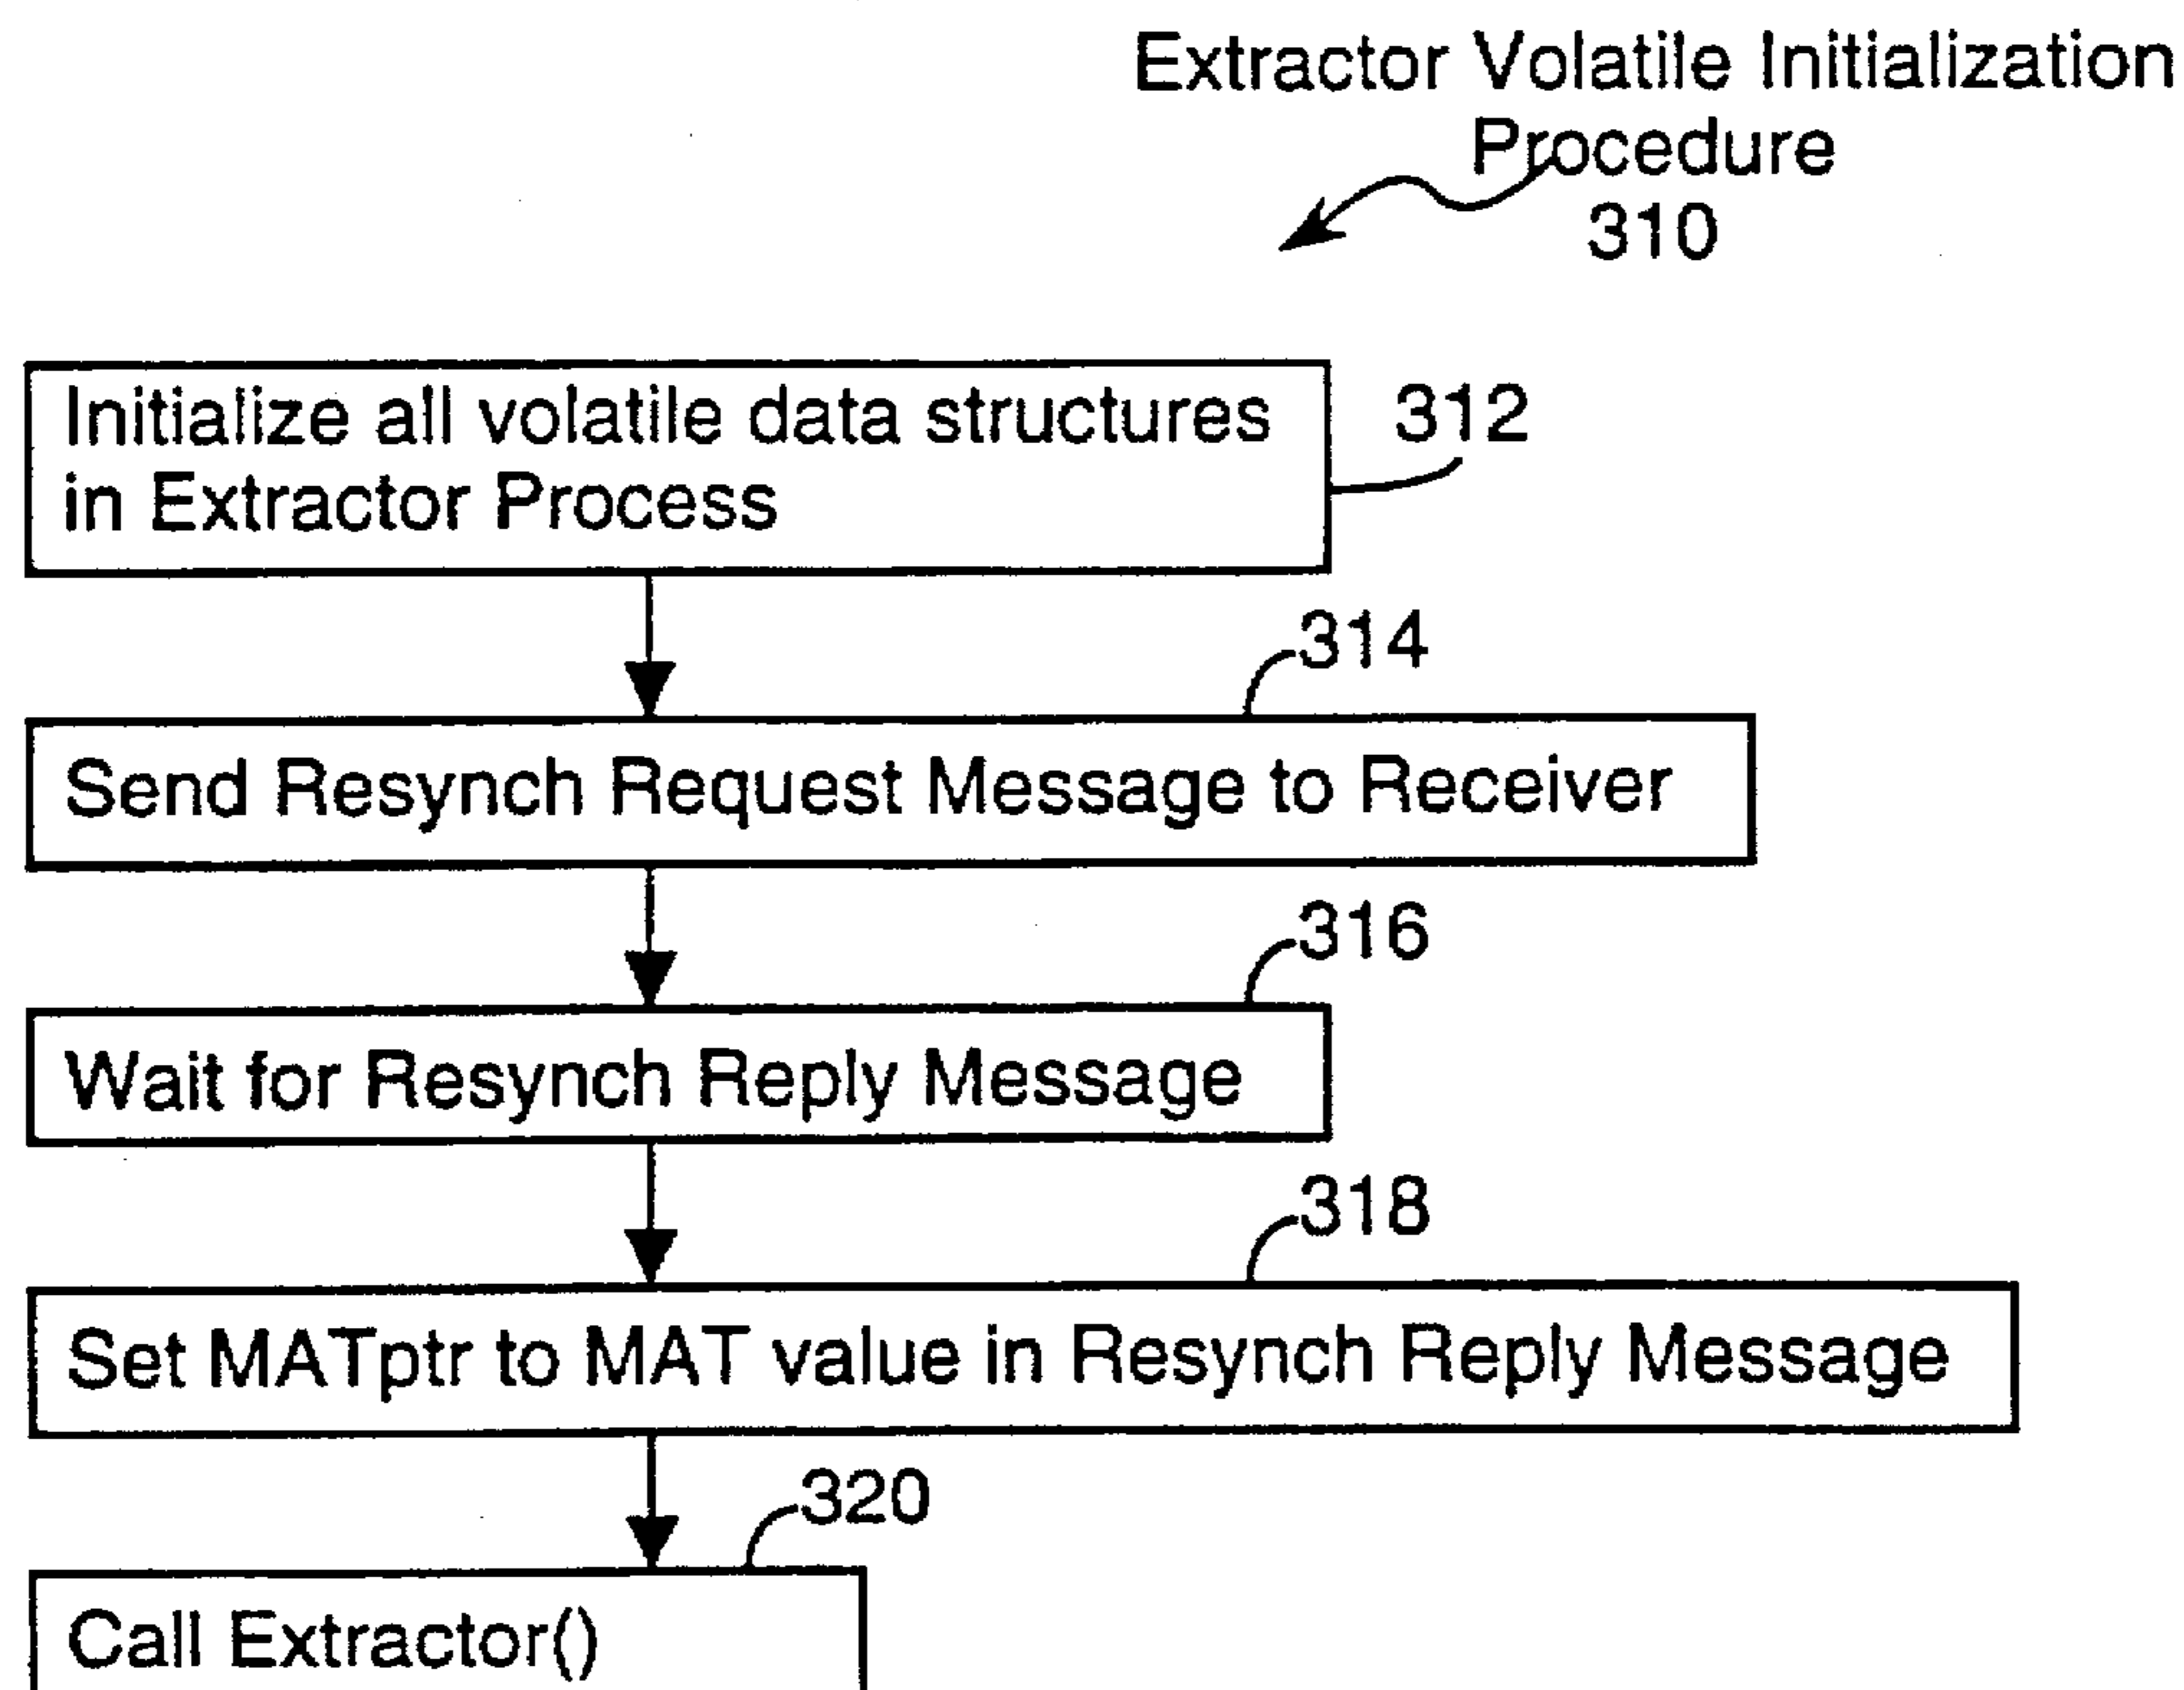 Extractor Volatile Initialization
Procedure
310
Initialize all volatile data structures
in Extractor Process
312
314
Send Resynch Request Message to Receiver
316
Wait for Resynch Reply Message
318
Set MATptr to MAT value in Resynch Reply Message
320
Call Extractor()